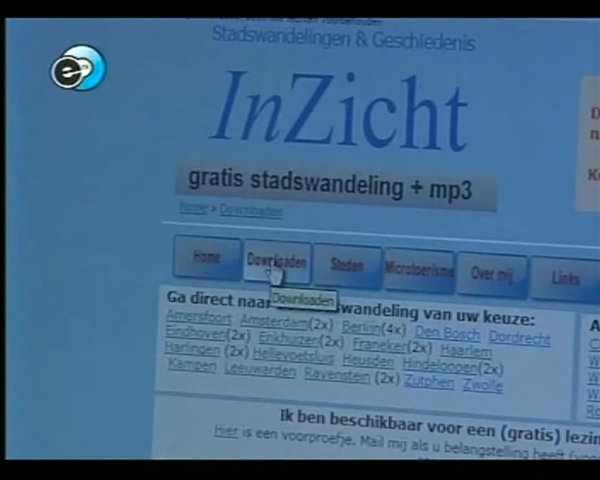 Stadswandelingen & Geschiedenis
InZicht
gratis stadswandeling + mp3
Home > Downloaden
Home Downloaden Steden Microtoerisme Over mij Links
Downloaden
Ga direct naar wandeling van uw keuze:
Amersfoort Amsterdam(2x) Berkin(4x) Den Bosch Dordrecht
Eindhoven(2x) Enkhuizen(2x) Franeker(2x) Haarlem
Harlingen (2x) Hellevoetsluis Heusden Hindeloopen(2x)
Kampen Leeuwarden Ravenstein (2x) Zutphen Zwolle
Ik ben beschikbaar voor een (gratis) lezin
Hier is een voorproefje. Mail mij als u belangstelling heeft (voo